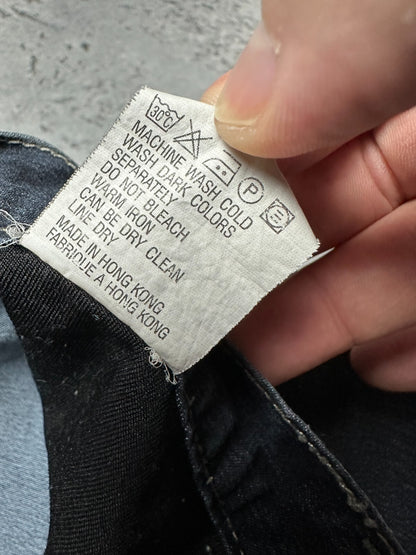 30°C P
MACHINE WASH COLD
WASH DARK COLORS
SEPARATELY
DO NOT BLEACH
WARM IRON
CAN BE DRY CLEAN
LINE DRY
MADE IN HONG KONG
FABRIQUE A HONG KONG